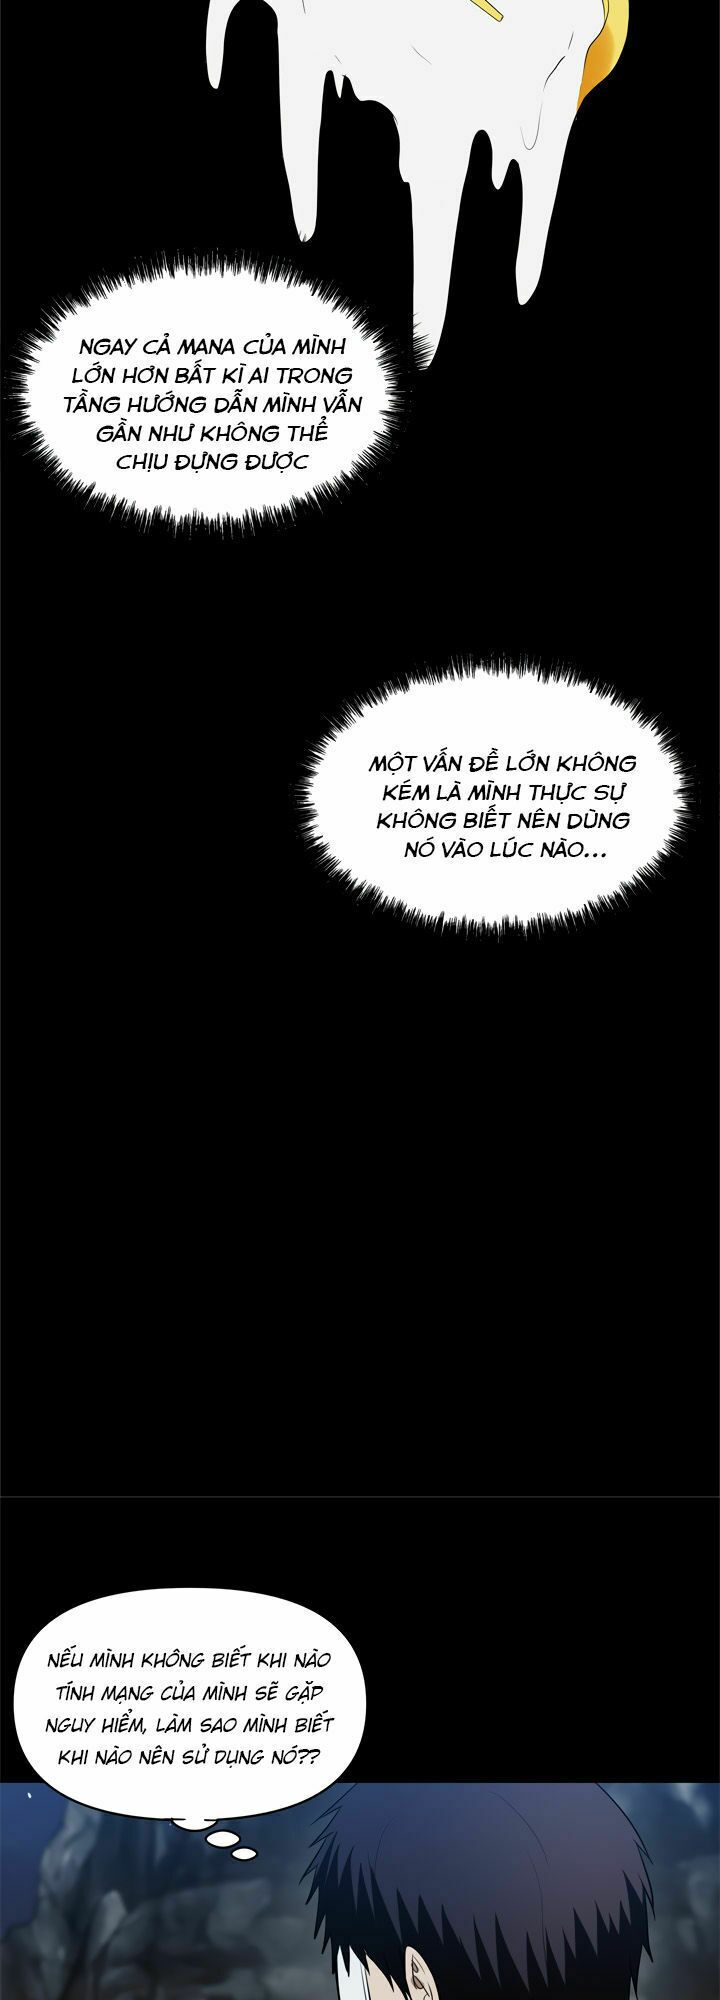 NGAY CẢ MANA CỦA MÌNH
LỚN HƠN BẤT KÌ AI TRONG
TẦNG HƯỚNG DẪN MÌNH VẪN
GẦN NHƯ KHÔNG THỂ
CHỊU ĐỰNG ĐƯỢC
MỘT VẤN ĐỀ LỚN KHÔNG
KÉM LÀ MÌNH THỰC SỰ
KHÔNG BIẾT NÊN DÙNG
NÓ VÀO LÚC NÀO...
NẾU MÌNH KHÔNG BIẾT KHI NÀO
TÍNH MẠNG CỦA MÌNH SẼ GẶP
NGUY HIỂM, LÀM SAO MÌNH BIẾT
KHI NÀO NÊN SỬ DỤNG NÓ??